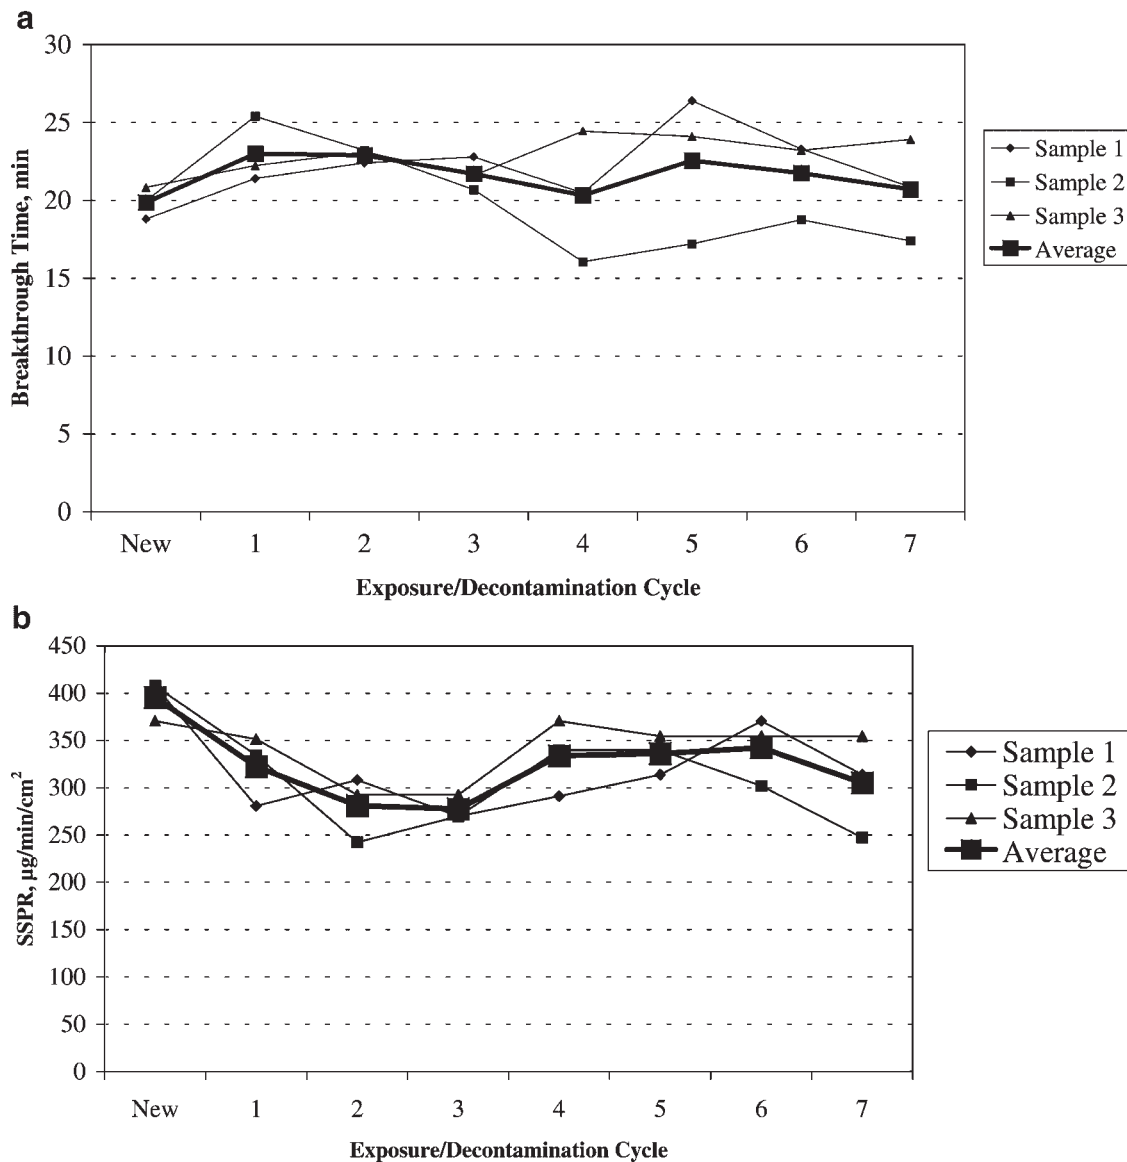 a
30
25
20
15
10
5
0
Breakthrough Time, min
New 1 2 3 4 5 6 7
Exposure/Decontamination Cycle
Sample 1
Sample 2
Sample 3
Average
b
450
400
350
300
250
200
150
100
50
0
SSPR, µg/min/cm²
New 1 2 3 4 5 6 7
Exposure/Decontamination Cycle
Sample 1
Sample 2
Sample 3
Average